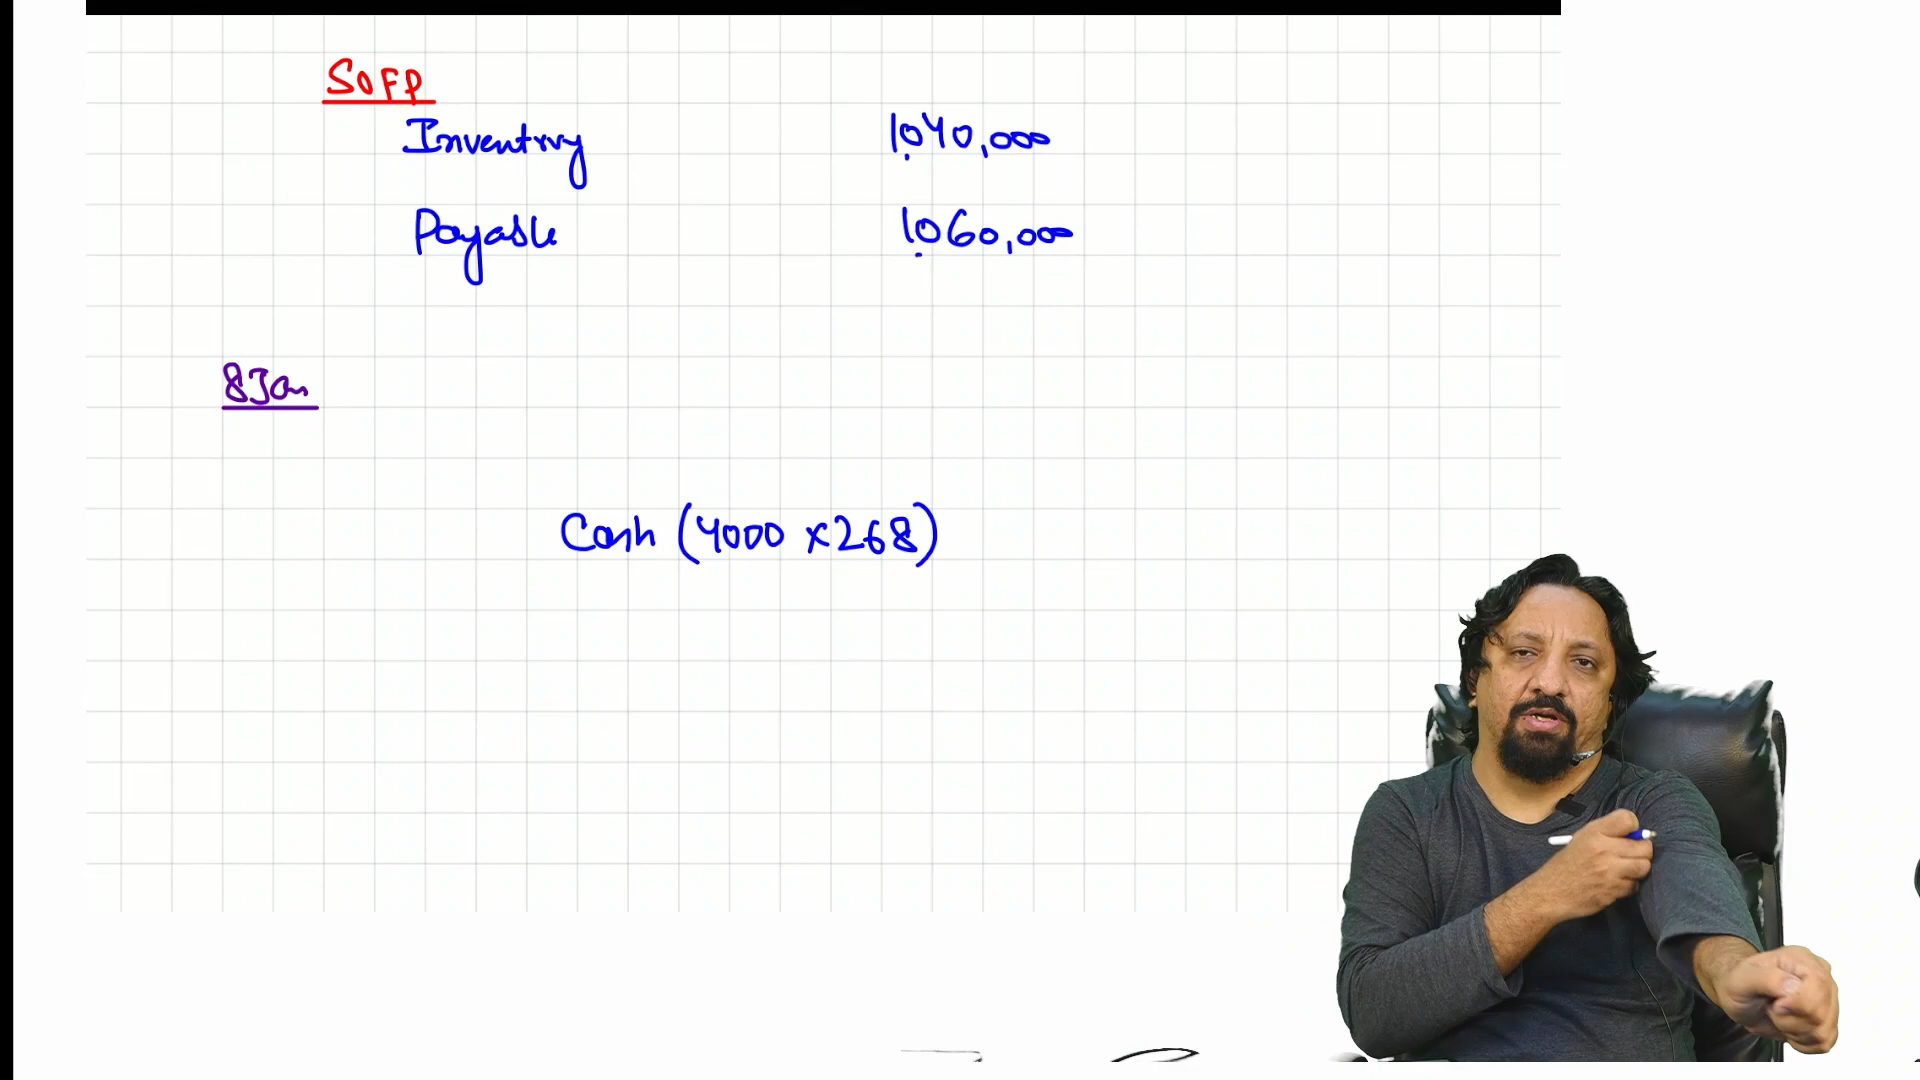 SOFP
Inventory 1,040,000
Payable 1,060,000
8 Jan
Cash (4000 x 268)